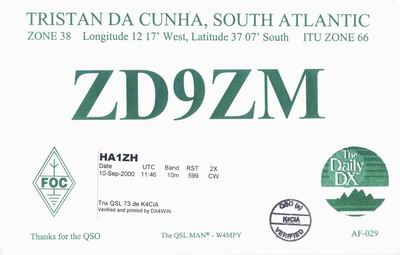 TRISTAN DA CUNHA, SOUTH ATLANTIC
ZONE 38 Longitude 12 17' West, Latitude 37 07' South ITU ZONE 66
ZD9ZM
HA1ZH
Date UTC Band RST 2X
10-Sep-2000 11:46 10m 599 CW
Tnx QSL 73 de K4CIA
Verified and printed by DX4WIN
FOC
The
Daily
DX
QSO (s)
K4CIA
VERIFIED
Thanks for the QSO The QSL MAN® - W4MPY AF-029